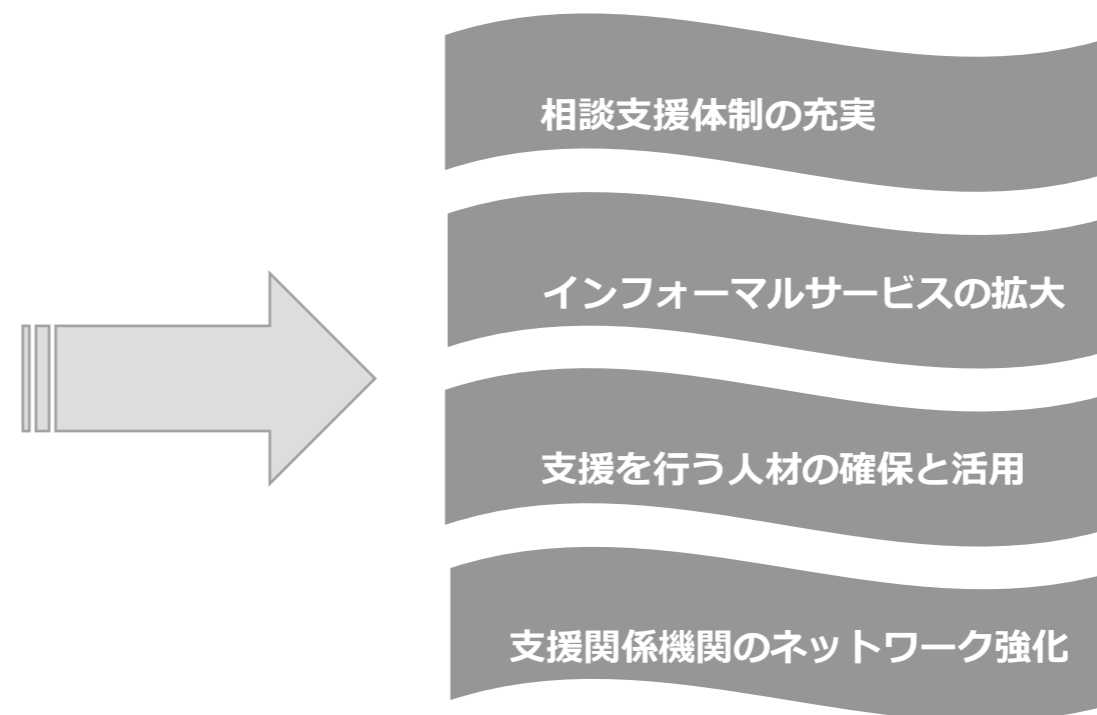 相談支援体制の充実
インフォーマルサービスの拡大
支援を行う人材の確保と活用
支援関係機関のネットワーク強化